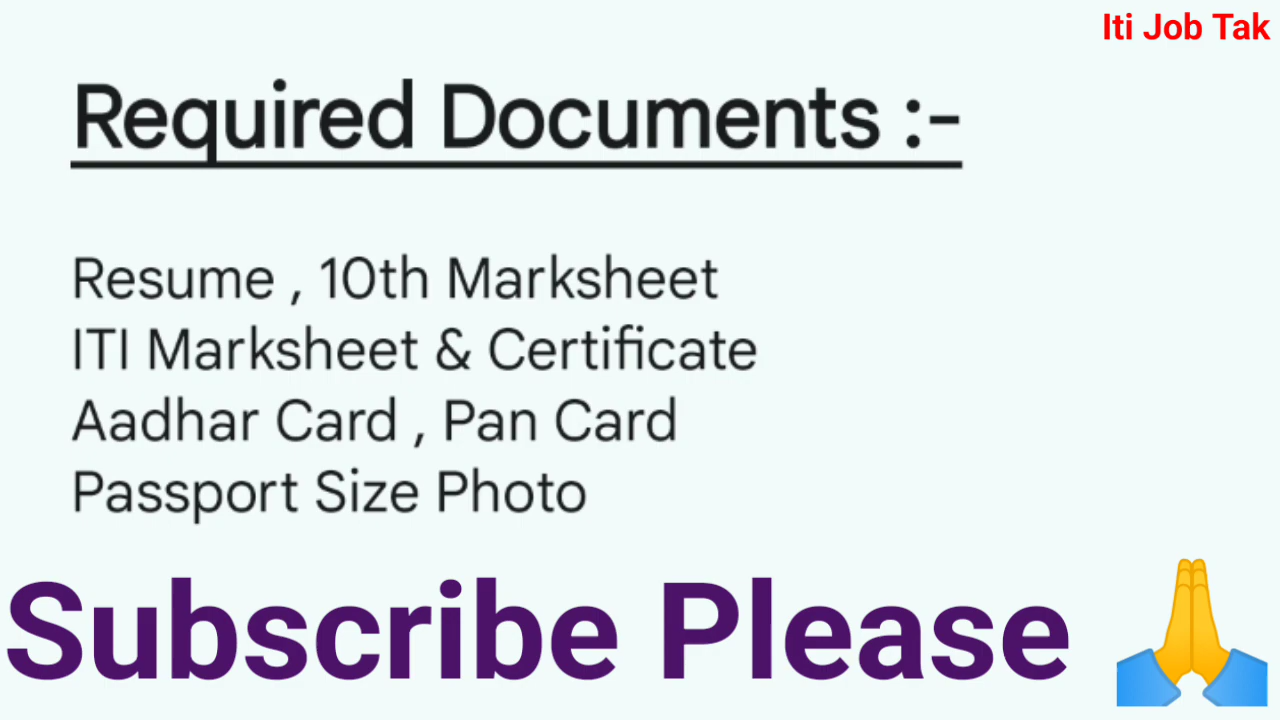 Iti Job Tak
Required Documents :-
Resume , 10th Marksheet
ITI Marksheet & Certificate
Aadhar Card , Pan Card
Passport Size Photo
Subscribe Please 🙏